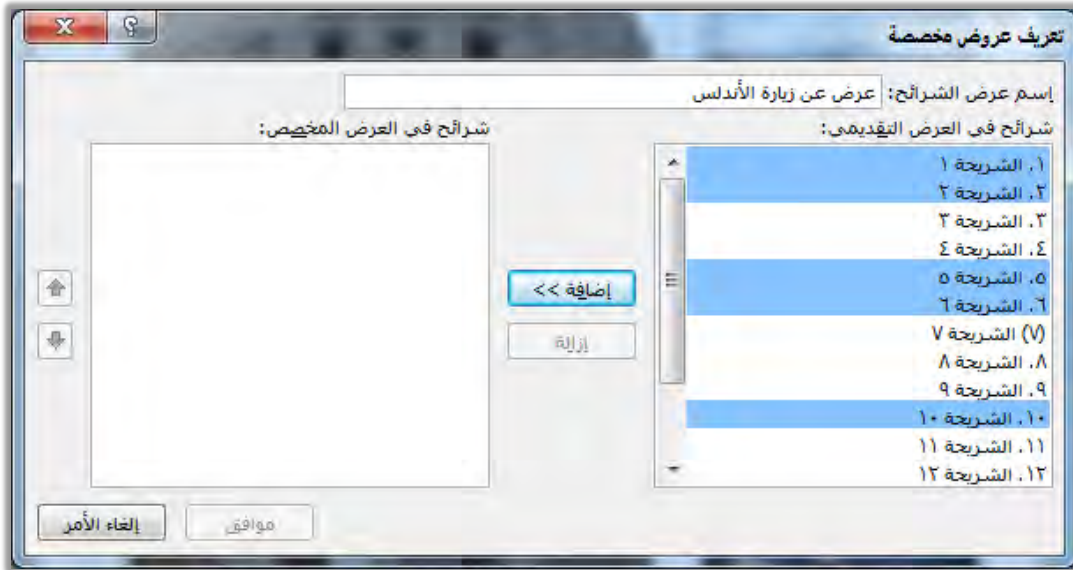 تعريف عروض مخصصة
إسم عرض الشرائح: عرض عن زيارة الأندلس
شرائح في العرض التقديمي:
١. الشريحة ١
٢. الشريحة ٢
٣. الشريحة ٣
٤. الشريحة ٤
٥. الشريحة ٥
٦. الشريحة ٦
(٧) الشريحة ٧
٨. الشريحة ٨
٩. الشريحة ٩
١٠. الشريحة ١٠
١١. الشريحة ١١
١٢. الشريحة ١٢
إضافة >>
إزالة
شرائح في العرض المخصص:
موافق
إلغاء الأمر